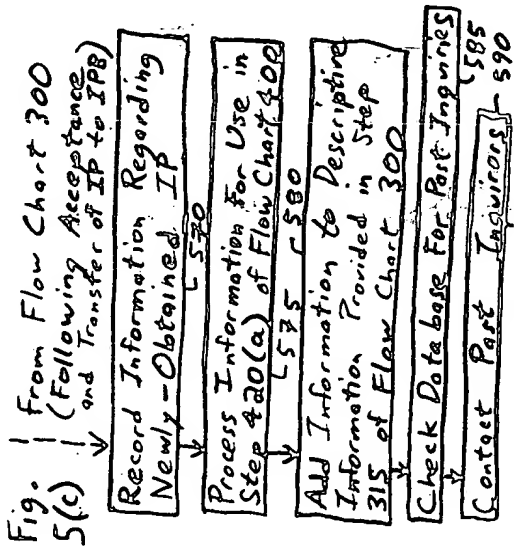 Fig.
5(c)
From Flow Chart 300
(Following Acceptance
and Transfer of IP to IPB)
Record Information Regarding
Newly-Obtained IP
570
Process Information For Use in
Step 420(a) of Flow Chart 400
575
580
Add Information to Descriptive
Information Provided in Step
315 of Flow Chart 300
Check Database For Past Inquiries
585
Contact Past Inquirors
590